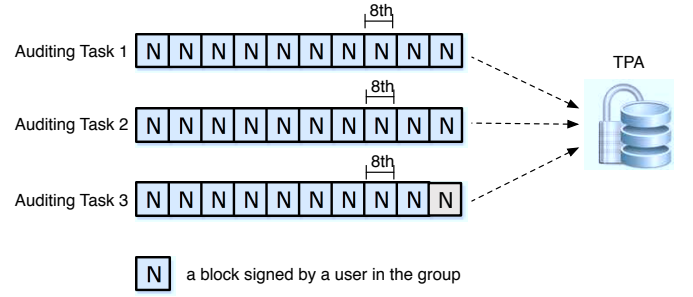 8th
Auditing Task 1 N N N N N N N N N N
TPA
8th
Auditing Task 2 N N N N N N N N N N
8th
Auditing Task 3 N N N N N N N N N N
N a block signed by a user in the group